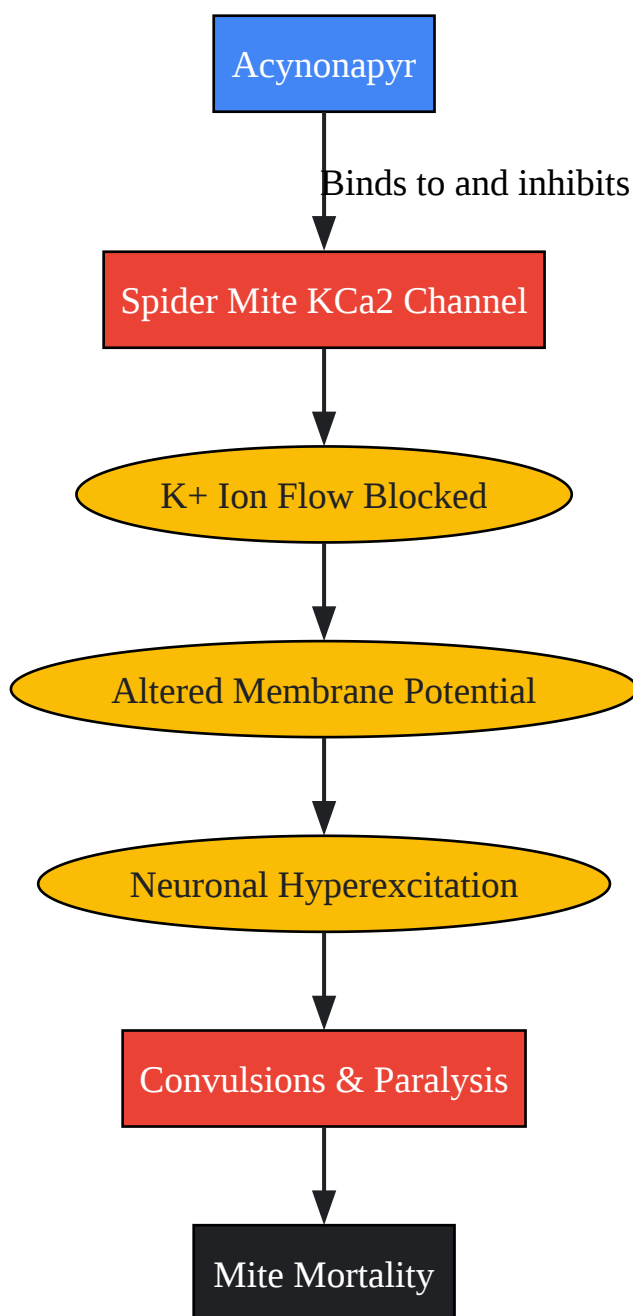 Acynonapyr
Binds to and inhibits
Spider Mite KCa2 Channel
K+ Ion Flow Blocked
Altered Membrane Potential
Neuronal Hyperexcitation
Convulsions & Paralysis
Mite Mortality